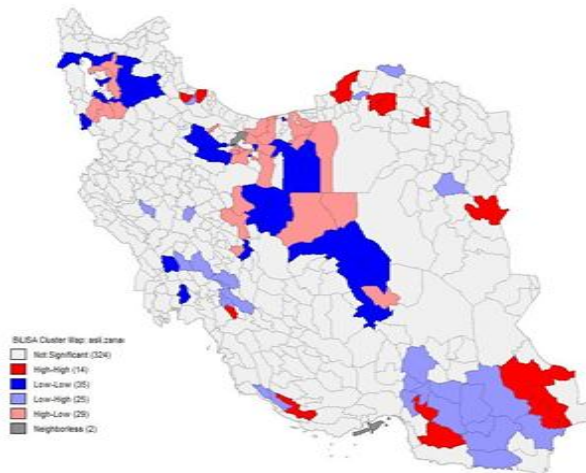 BiLISA Cluster Map: asli.zanan
Not Significant (324)
High-High (14)
Low-Low (35)
Low-High (25)
High-Low (29)
Neighborless (2)